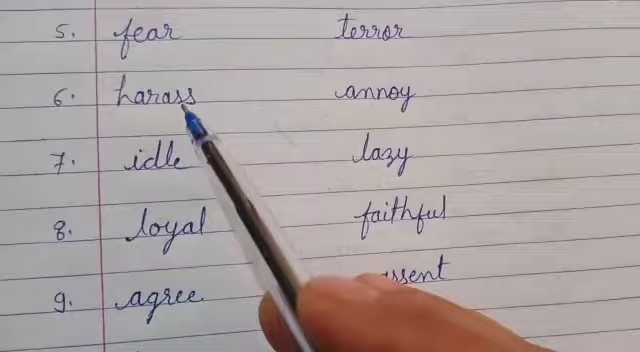 5. fear terror
6. harass annoy
7. idle lazy
8. loyal faithful
9. agree